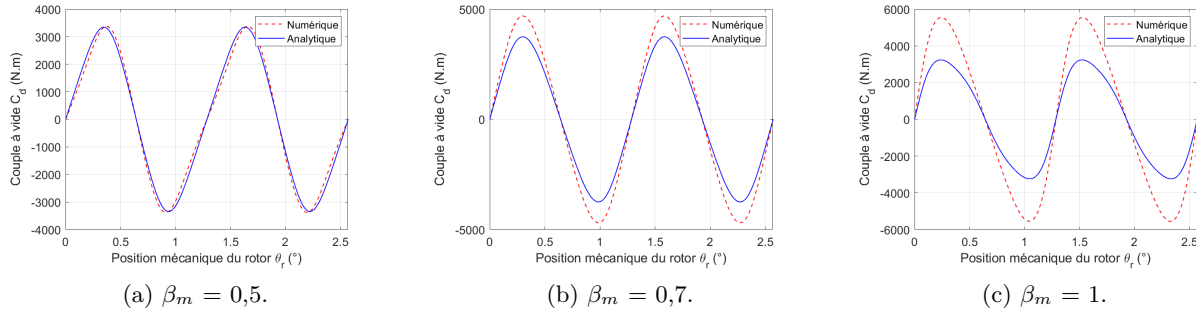 4000
3000
2000
1000
0
-1000
-2000
-3000
-4000
0
0.5
1
1.5
2
2.5
Couple à vide C_d (N.m)
Position mécanique du rotor θ_r (°)
Numérique
Analytique
(a) β_m = 0,5.
5000
0
-5000
0
0.5
1
1.5
2
2.5
Couple à vide C_d (N.m)
Position mécanique du rotor θ_r (°)
Numérique
Analytique
(b) β_m = 0,7.
6000
4000
2000
0
-2000
-4000
-6000
0
0.5
1
1.5
2
2.5
Couple à vide C_d (N.m)
Position mécanique du rotor θ_r (°)
Numérique
Analytique
(c) β_m = 1.